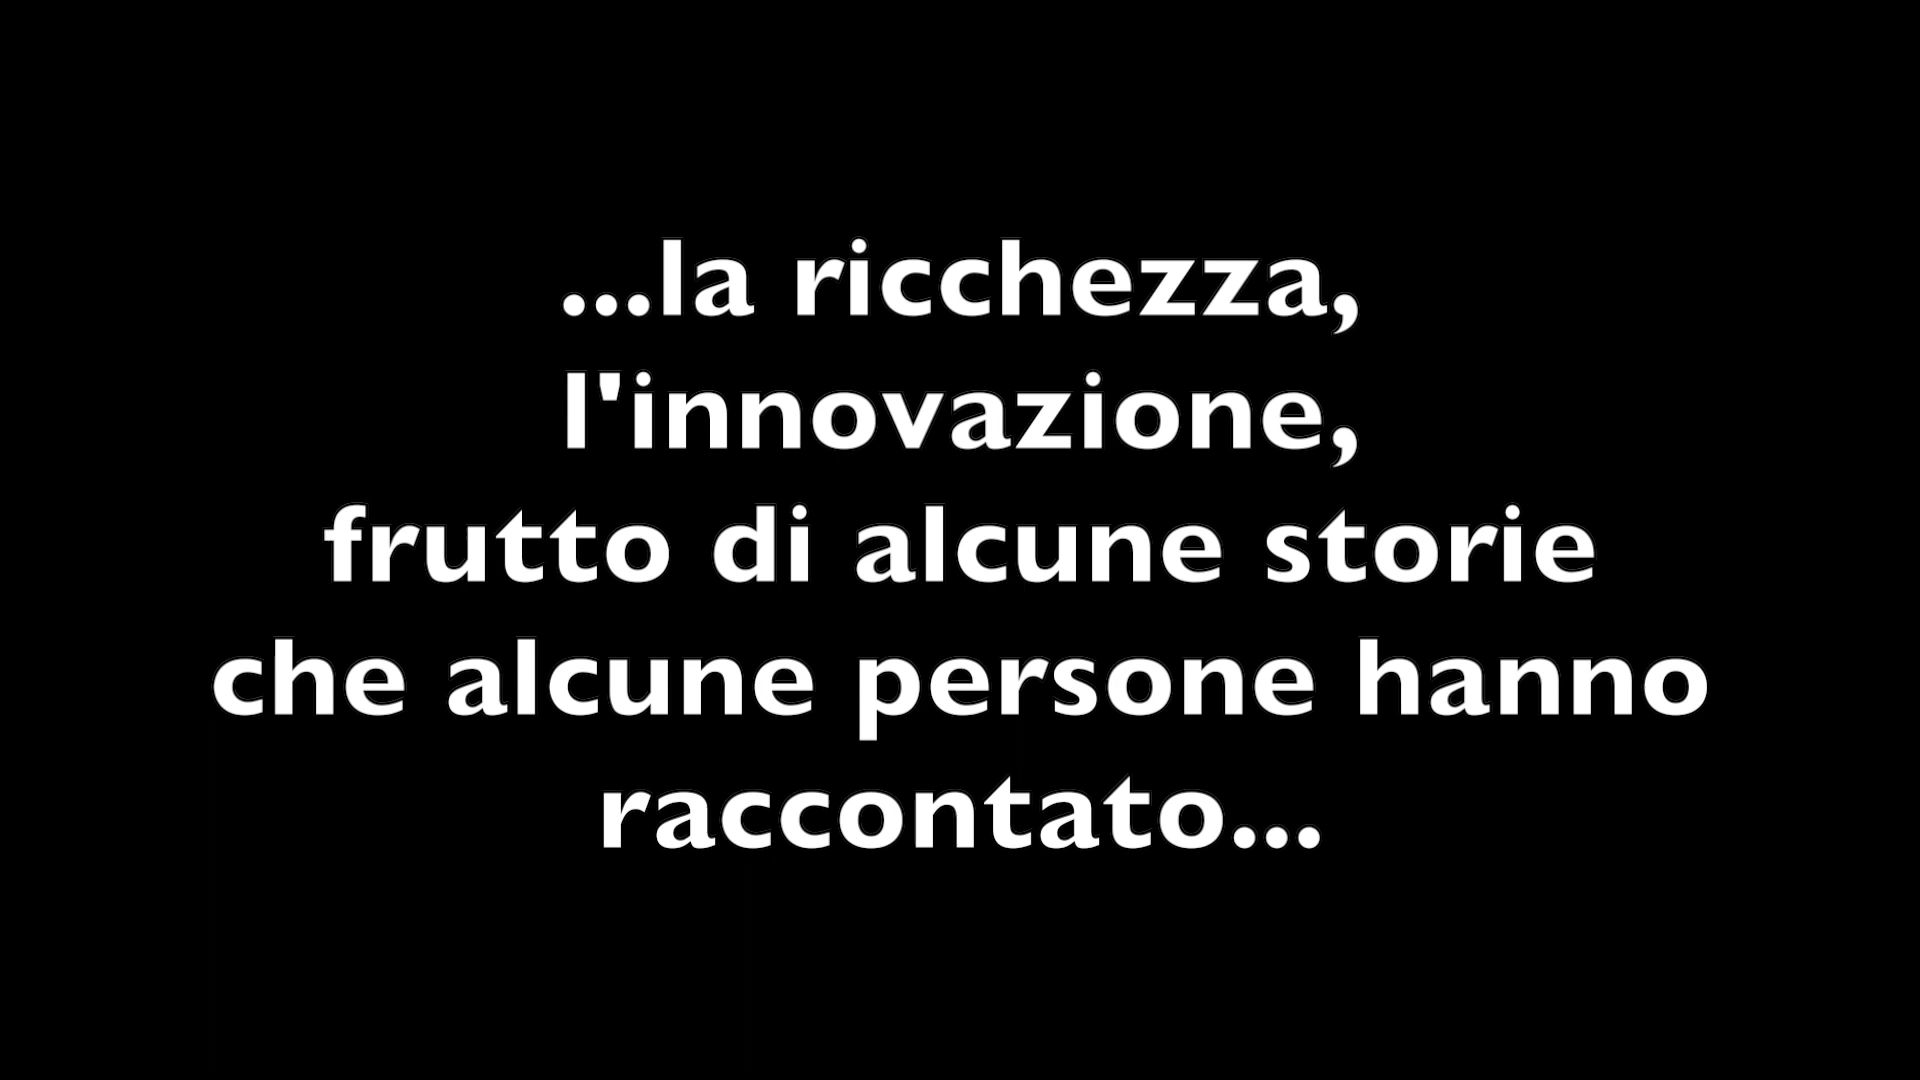 ...la ricchezza,
l'innovazione,
frutto di alcune storie
che alcune persone hanno
raccontato...